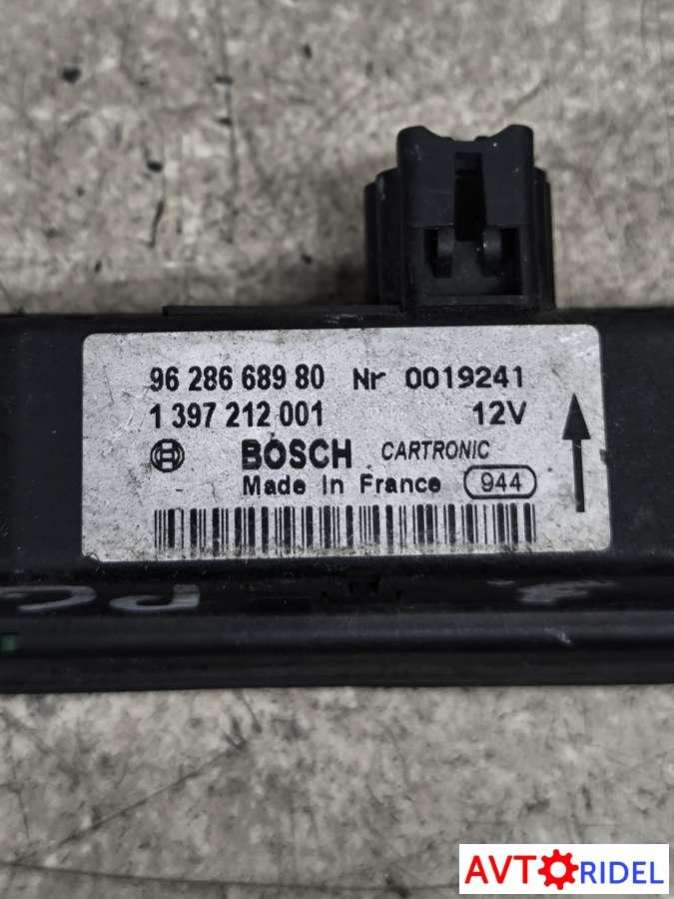 96 286 689 80 Nr 0019241
1 397 212 001 12V
BOSCH CARTRONIC
Made In France 944
AVTORIDEL